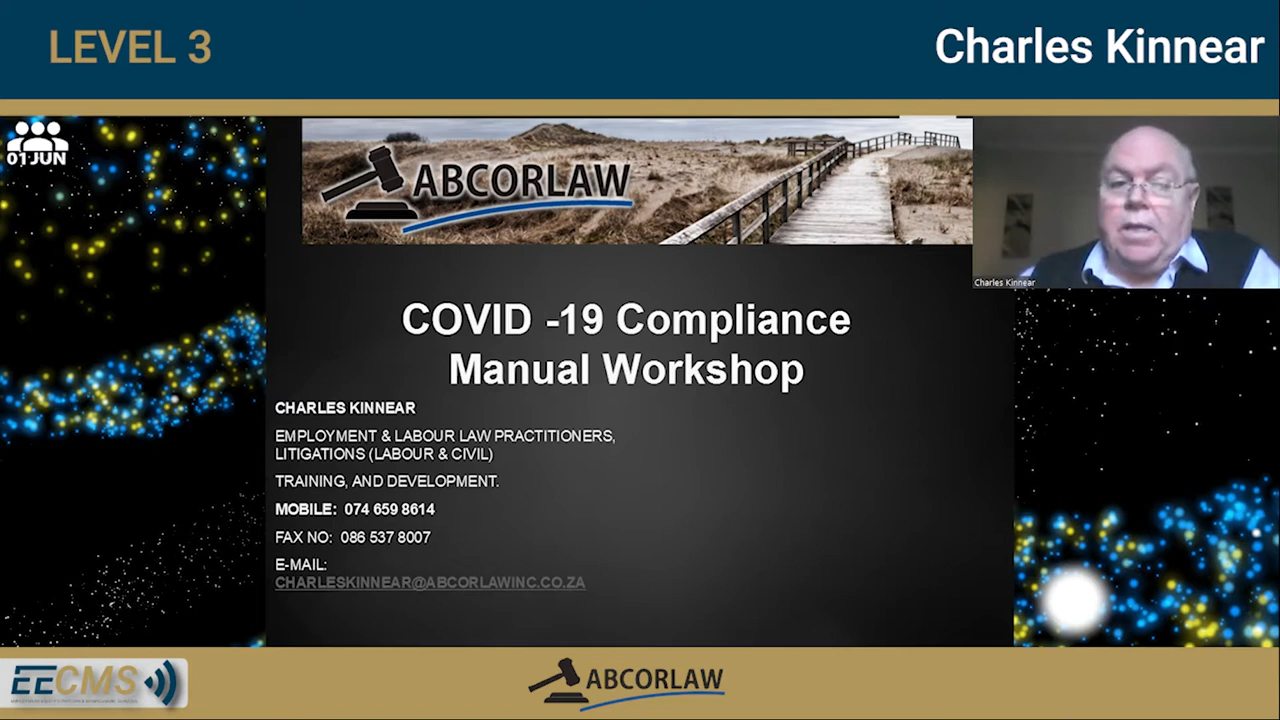 LEVEL 3
Charles Kinnear
01 JUN
ABCORLAW
Charles Kinnear
COVID -19 Compliance
Manual Workshop
CHARLES KINNEAR
EMPLOYMENT & LABOUR LAW PRACTITIONERS,
LITIGATIONS (LABOUR & CIVIL)
TRAINING, AND DEVELOPMENT.
MOBILE: 074 659 8614
FAX NO: 086 537 8007
E-MAIL:
CHARLESKINNEAR@ABCORLAWINC.CO.ZA
EECMS
ABCORLAW